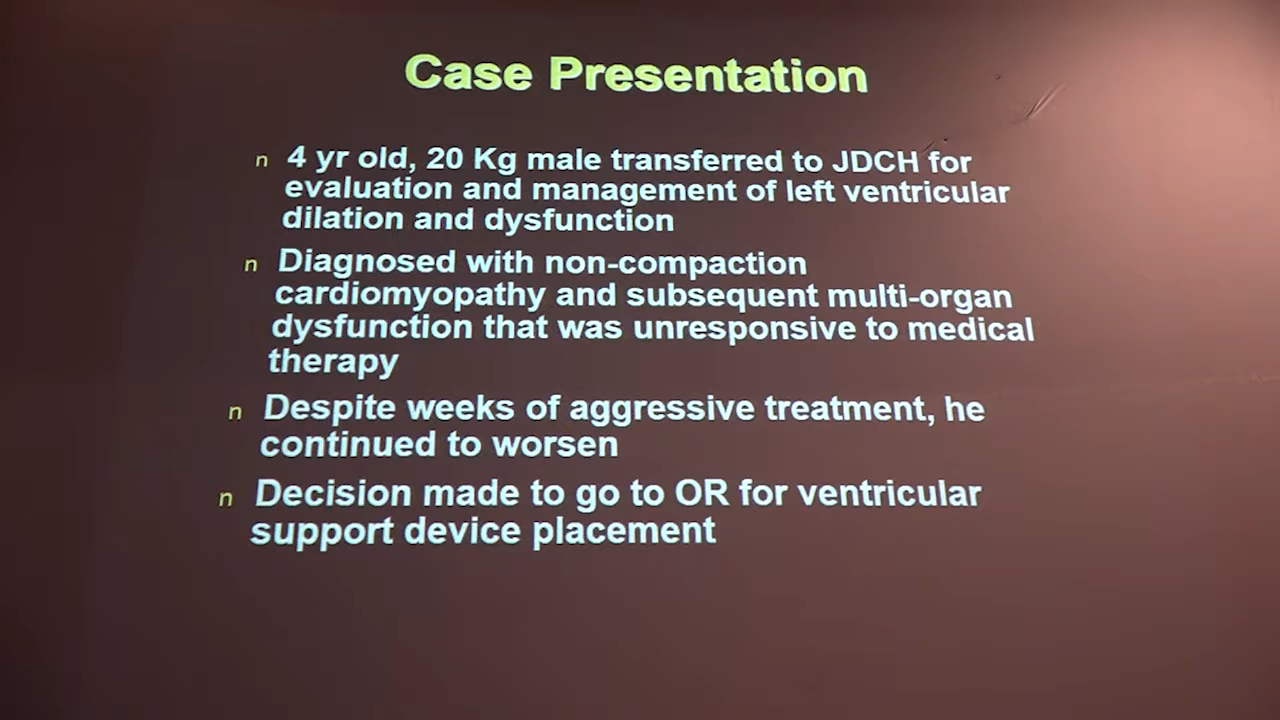 Case Presentation
n 4 yr old, 20 Kg male transferred to JDCH for
evaluation and management of left ventricular
dilation and dysfunction
n Diagnosed with non-compaction
cardiomyopathy and subsequent multi-organ
dysfunction that was unresponsive to medical
therapy
n Despite weeks of aggressive treatment, he
continued to worsen
n Decision made to go to OR for ventricular
support device placement